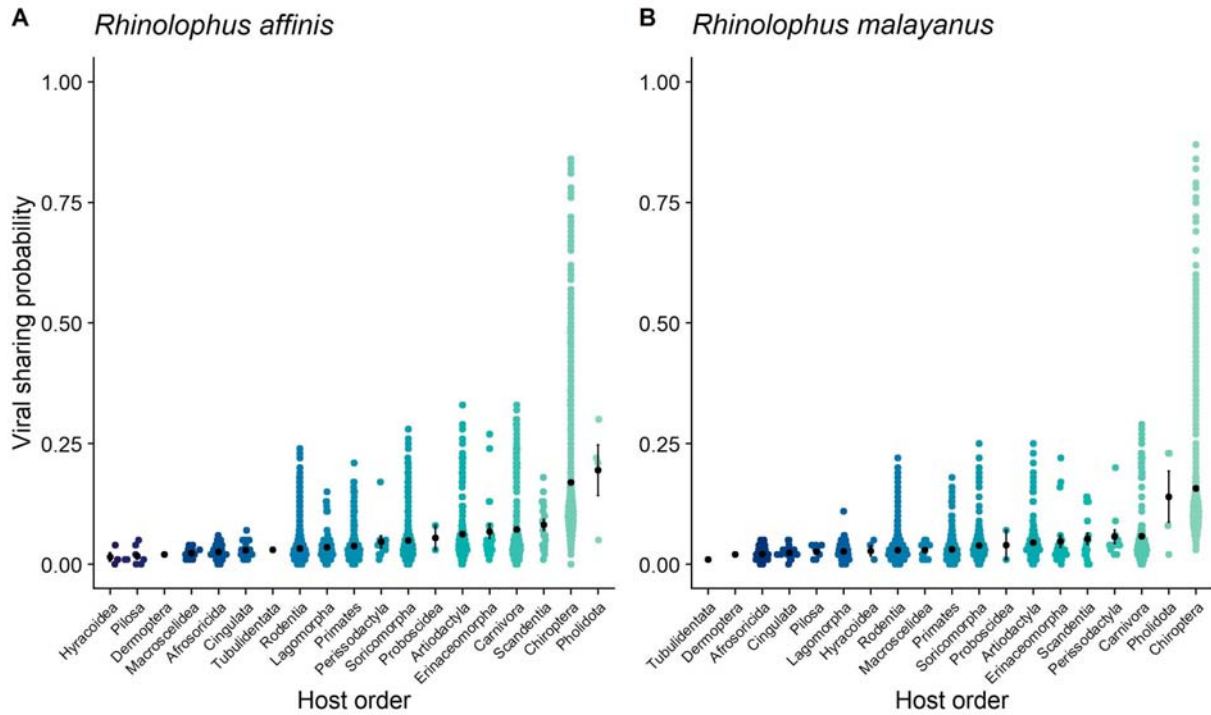 A
Rhinolophus affinis
Viral sharing probability
1.00
0.75
0.50
0.25
0.00
Hyracoidea
Pilosa
Dermoptera
Macroscelidea
Afrosoricida
Cingulata
Tubulidentata
Rodentia
Lagomorpha
Primates
Perissodactyla
Soricomorpha
Proboscidea
Artiodactyla
Erinaceomorpha
Carnivora
Scandentia
Chiroptera
Pholidota
Host order
B
Rhinolophus malayanus
1.00
0.75
0.50
0.25
0.00
Tubulidentata
Dermoptera
Afrosoricida
Cingulata
Pilosa
Lagomorpha
Hyracoidea
Rodentia
Macroscelidea
Primates
Soricomorpha
Proboscidea
Artiodactyla
Erinaceomorpha
Scandentia
Perissodactyla
Carnivora
Pholidota
Chiroptera
Host order